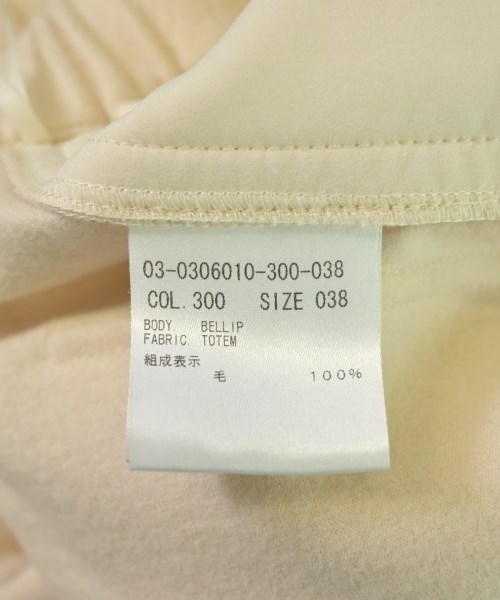 03-0306010-300-038
COL.300 SIZE 038
BODY. BELLIP
FABRIC. TOTEM
組成表示
毛 100%